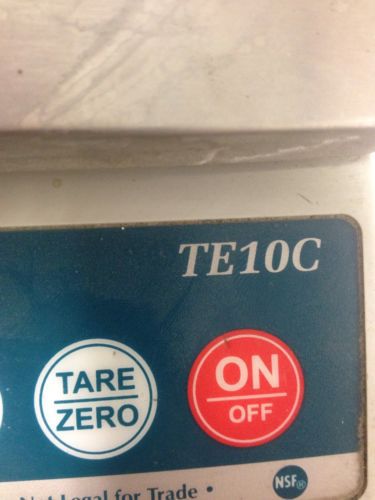 TE10C
TARE
ZERO
ON
OFF
Not Legal for Trade •
NSF